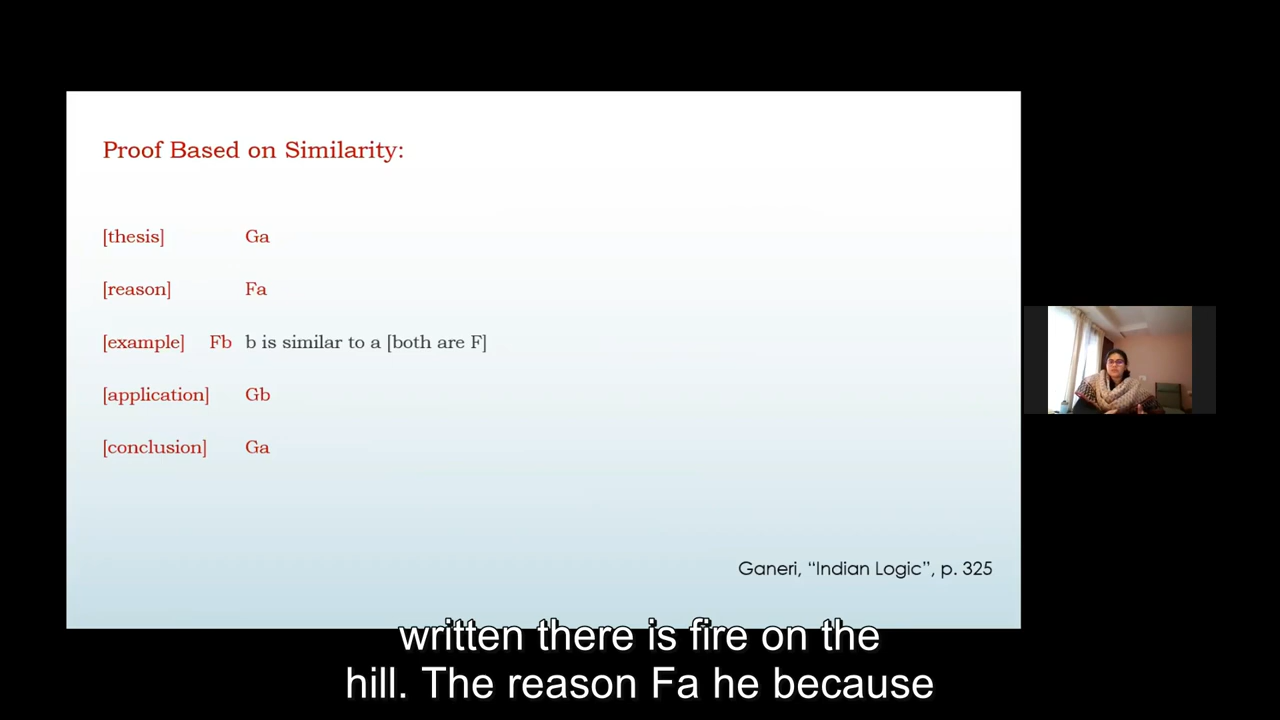 Proof Based on Similarity:
[thesis] Ga
[reason] Fa
[example] Fb b is similar to a [both are F]
[application] Gb
[conclusion] Ga
Ganeri, “Indian Logic”, p. 325
written there is fire on the
hill. The reason Fa he because